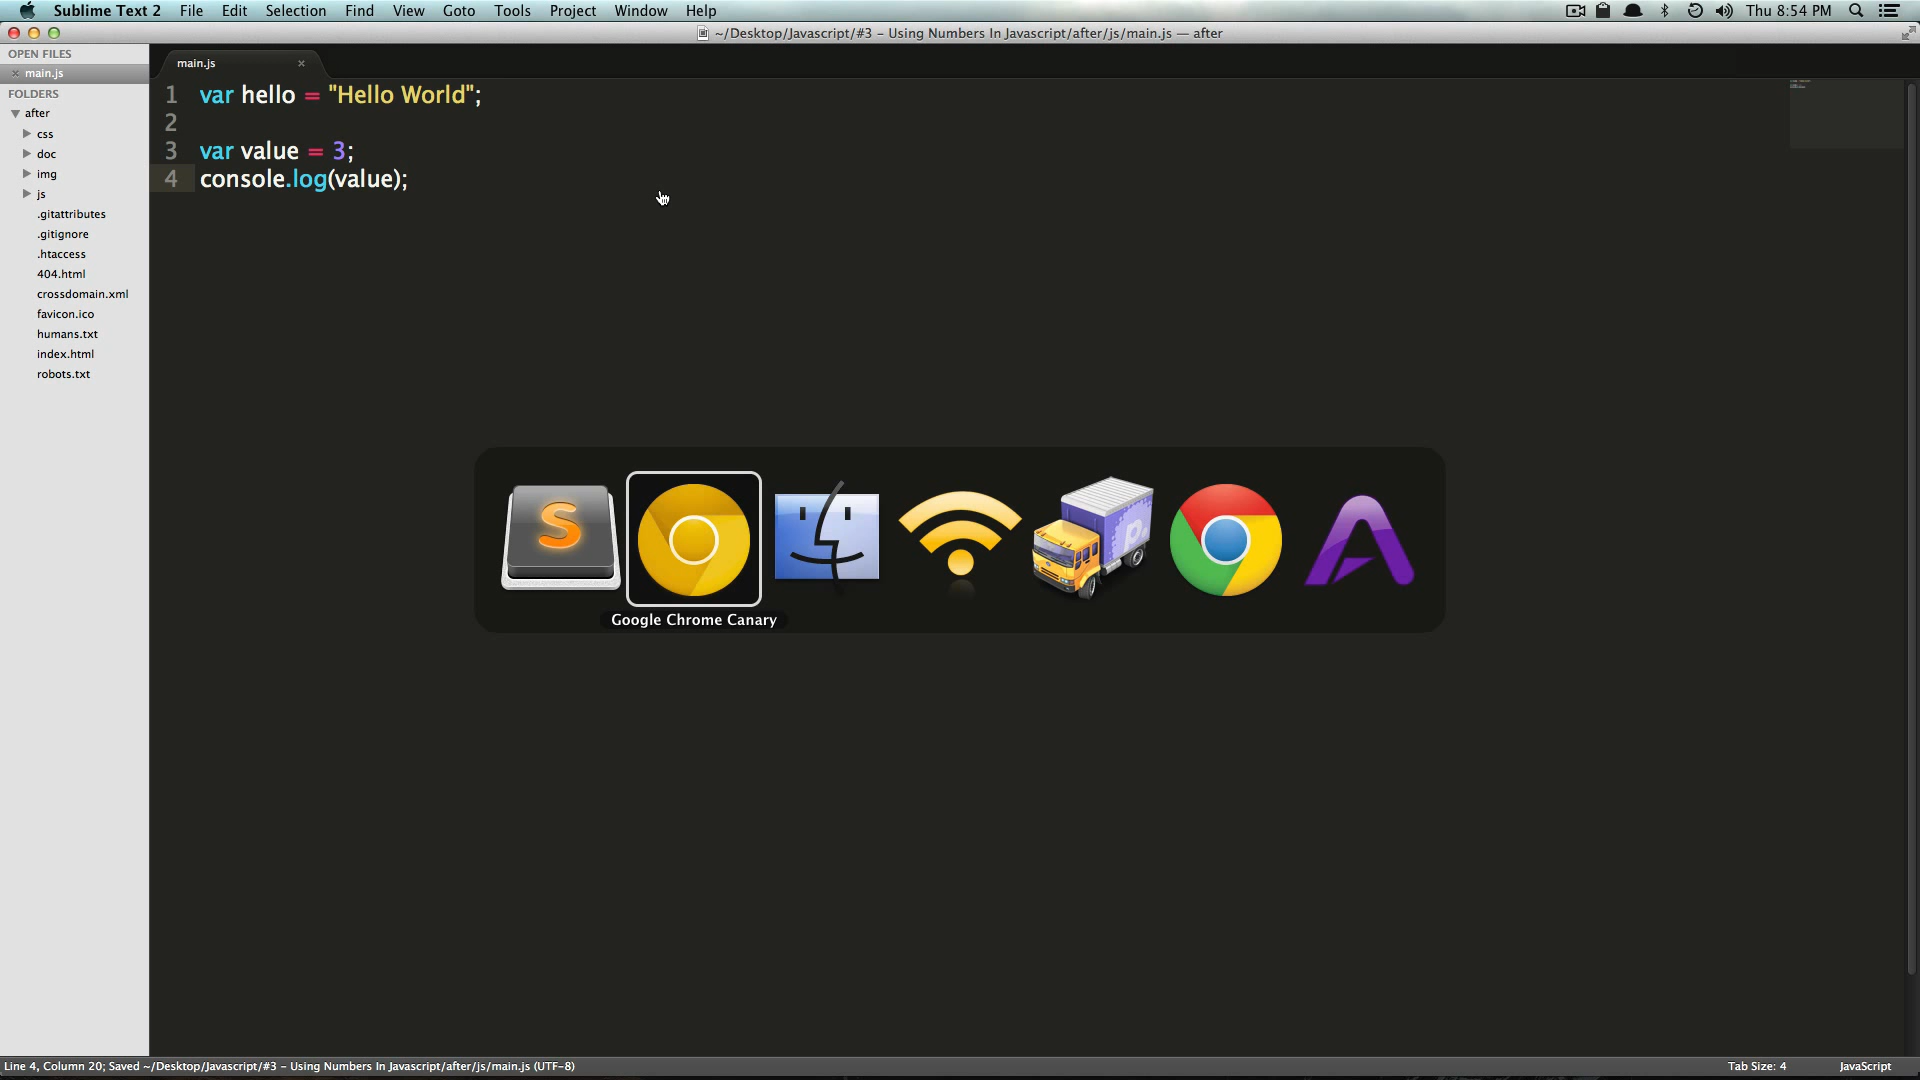 Sublime Text 2 File Edit Selection Find View Goto Tools Project Window Help Thu 8:54 PM
~/Desktop/Javascript/#3 - Using Numbers In Javascript/after/js/main.js — after
OPEN FILES
main.js
FOLDERS
after
css
doc
img
js
.gitattributes
.gitignore
.htaccess
404.html
crossdomain.xml
favicon.ico
humans.txt
index.html
robots.txt
main.js
1 var hello = "Hello World";
2
3 var value = 3;
4 console.log(value);
Google Chrome Canary
Line 4, Column 20; Saved ~/Desktop/Javascript/#3 - Using Numbers In Javascript/after/js/main.js (UTF-8) Tab Size: 4 JavaScript